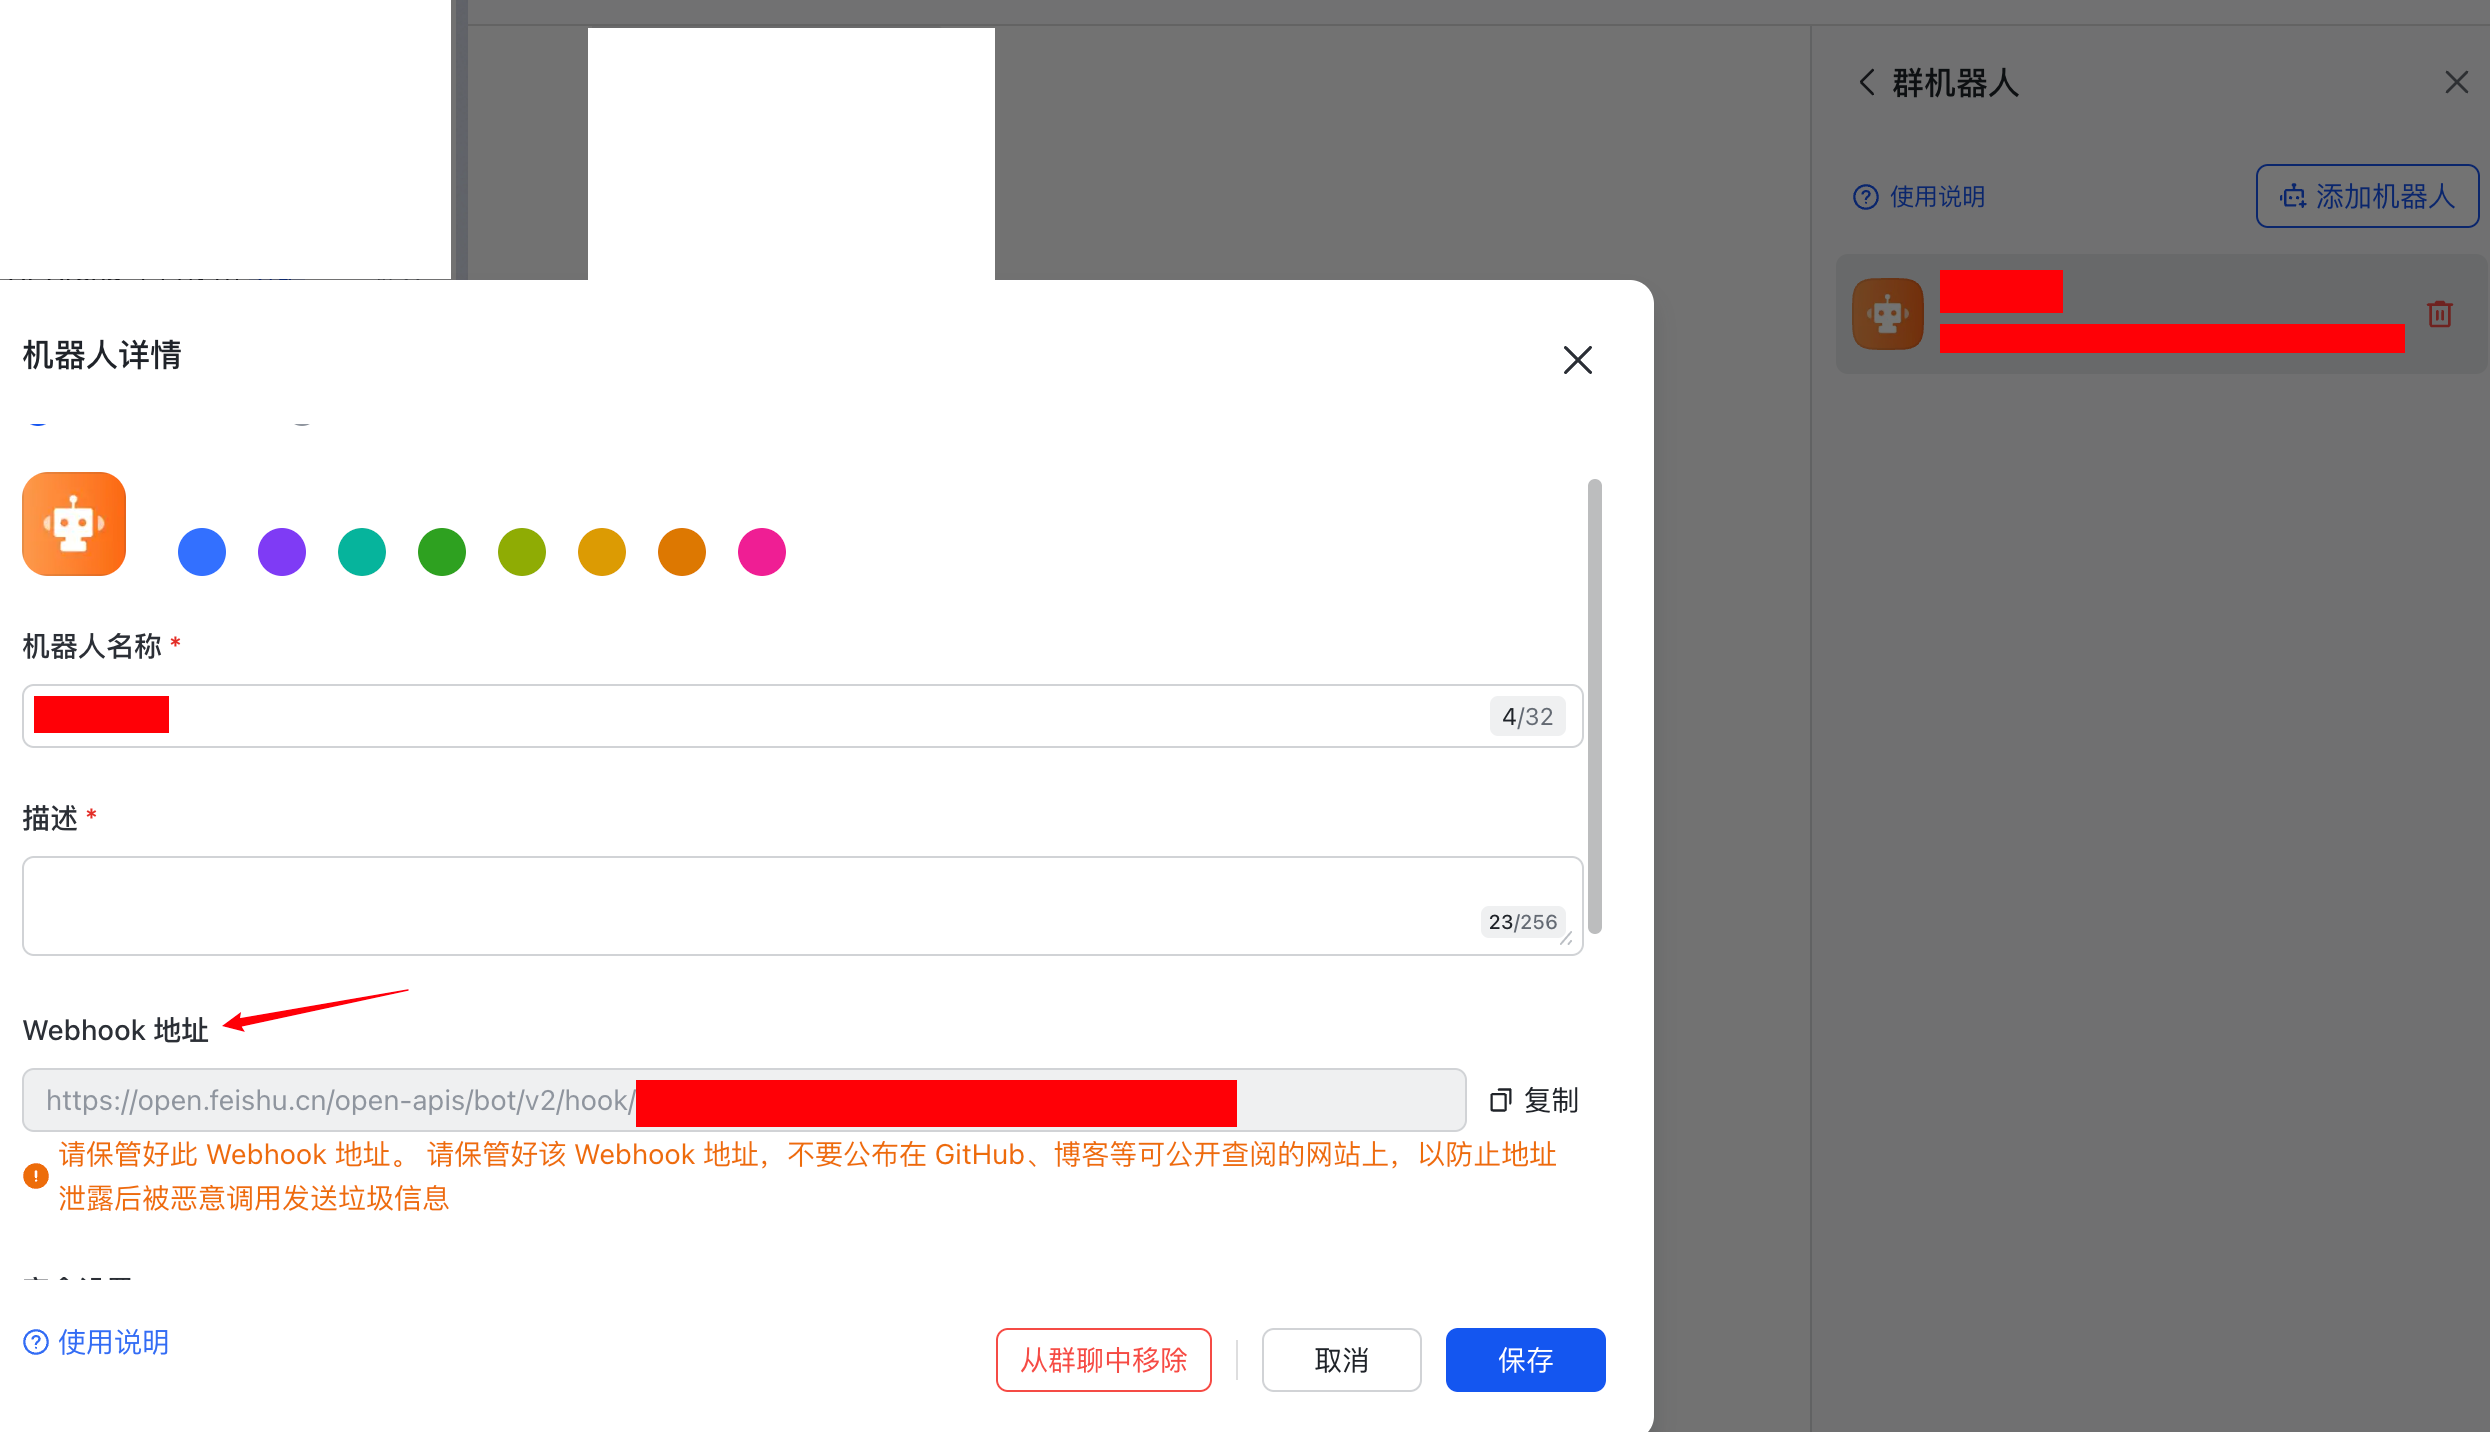 群机器人
使用说明
添加机器人
机器人详情
机器人名称 *
4/32
描述 *
23/256
Webhook 地址
https://open.feishu.cn/open-apis/bot/v2/hook/
复制
请保管好此 Webhook 地址。 请保管好该 Webhook 地址，不要公布在 GitHub、博客等可公开查阅的网站上，以防止地址
泄露后被恶意调用发送垃圾信息
使用说明
从群聊中移除
取消
保存